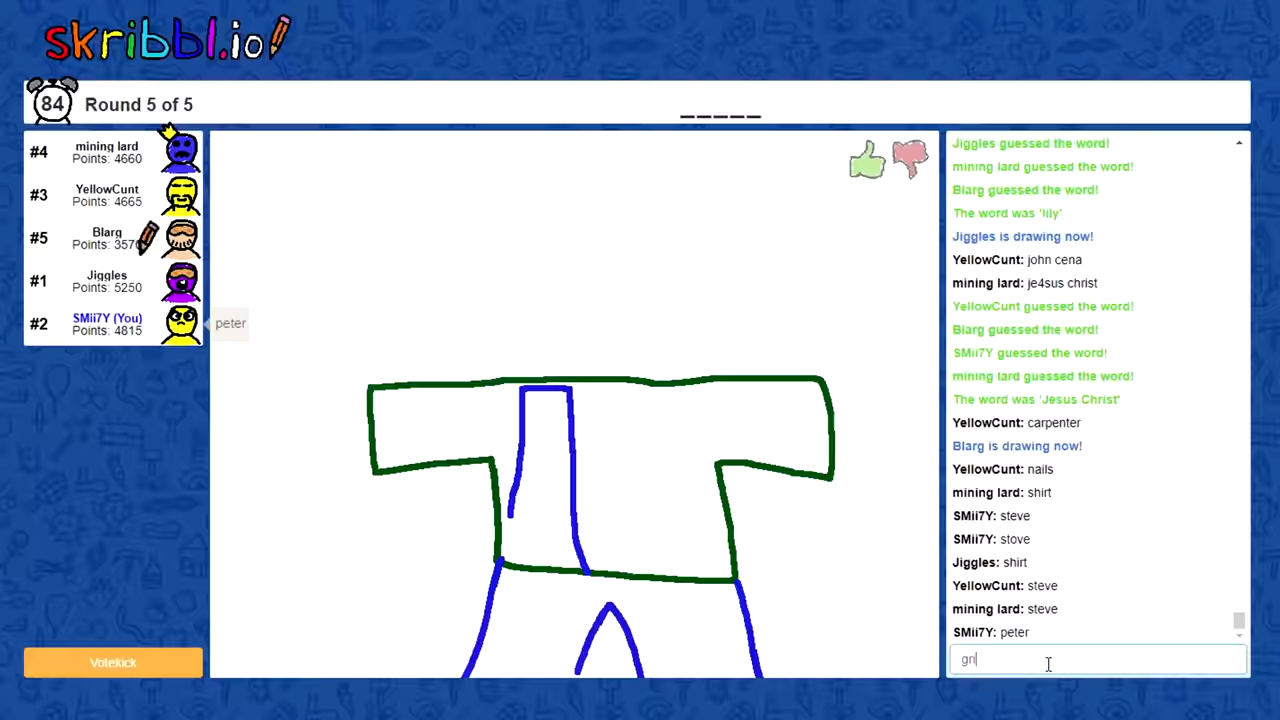 skribbl.io
84
Round 5 of 5
_____
#4
mining lard
Points: 4660
#3
YellowCunt
Points: 4665
#5
Blarg
Points: 3570
#1
Jiggles
Points: 5250
#2
SMii7Y (You)
Points: 4815
peter
Votekick
Jiggles guessed the word!
mining lard guessed the word!
Blarg guessed the word!
The word was 'lily'
Jiggles is drawing now!
YellowCunt: john cena
mining lard: je4sus christ
YellowCunt guessed the word!
Blarg guessed the word!
SMii7Y guessed the word!
mining lard guessed the word!
The word was 'Jesus Christ'
YellowCunt: carpenter
Blarg is drawing now!
YellowCunt: nails
mining lard: shirt
SMii7Y: steve
SMii7Y: stove
Jiggles: shirt
YellowCunt: steve
mining lard: steve
SMii7Y: peter
gri